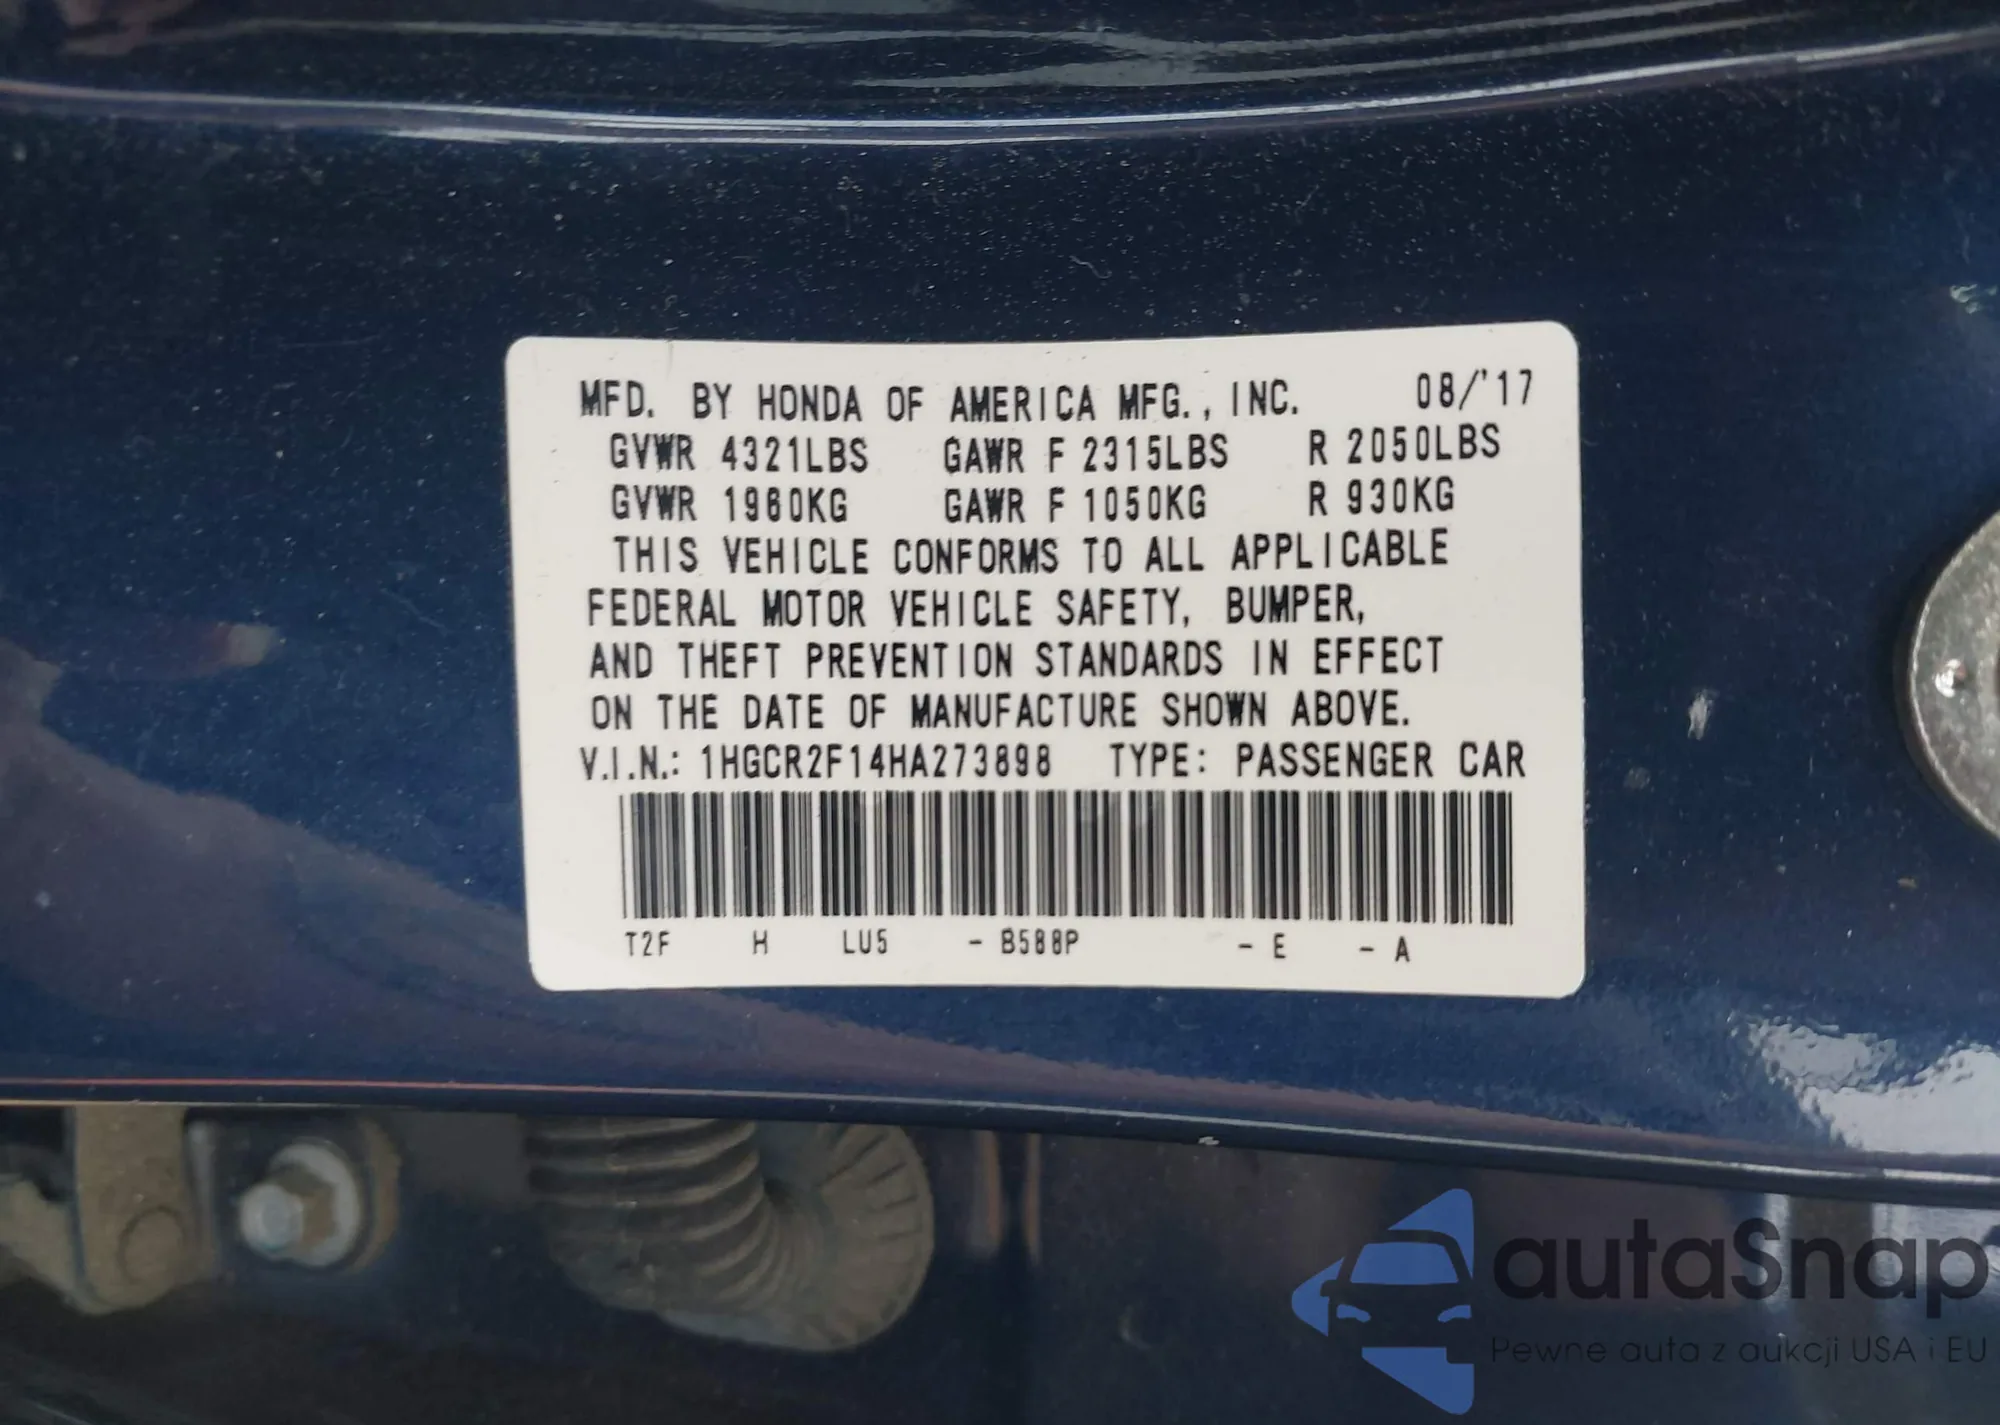 MFD. BY HONDA OF AMERICA MFG., INC. 08/'17
GVWR 4321LBS GAWR F 2315LBS R 2050LBS
GVWR 1960KG GAWR F 1050KG R 930KG
THIS VEHICLE CONFORMS TO ALL APPLICABLE
FEDERAL MOTOR VEHICLE SAFETY, BUMPER,
AND THEFT PREVENTION STANDARDS IN EFFECT
ON THE DATE OF MANUFACTURE SHOWN ABOVE.
V.I.N.: 1HGCR2F14HA273898 TYPE: PASSENGER CAR
T2F H LU5 - B588P - E - A
autaSnap
Pewne auta z aukcji USA i EU